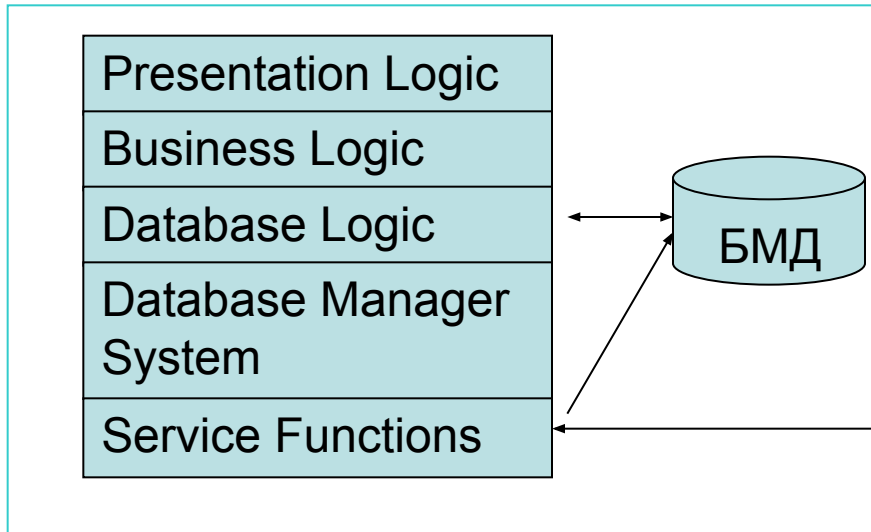 Presentation Logic
Business Logic
Database Logic
Database Manager
System
Service Functions
БМД